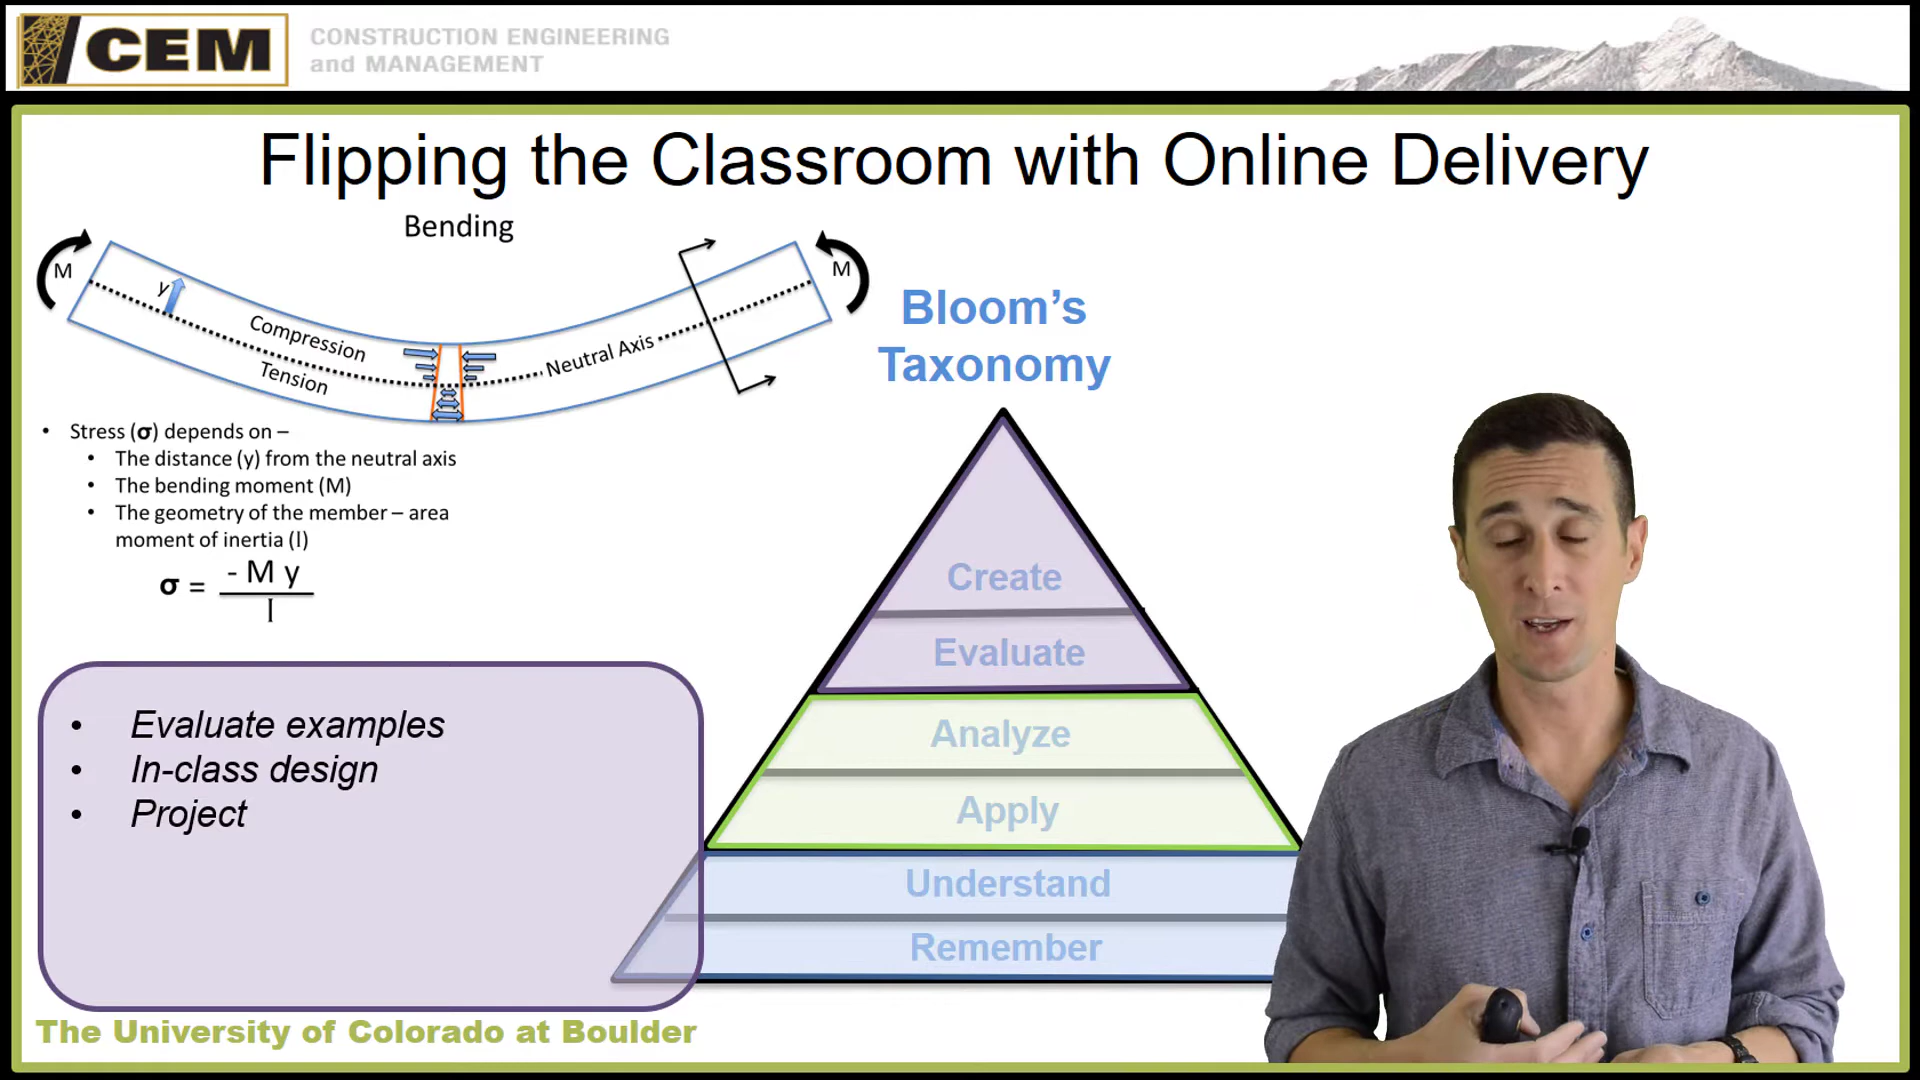 CEM
CONSTRUCTION ENGINEERING
and MANAGEMENT
Flipping the Classroom with Online Delivery
Bending
M
M
y
Compression
Tension
Neutral Axis
• Stress (σ) depends on –
• The distance (y) from the neutral axis
• The bending moment (M)
• The geometry of the member – area
moment of inertia (I)
σ = - M y
I
Bloom's
Taxonomy
Create
Evaluate
Analyze
Apply
Understand
Remember
• Evaluate examples
• In-class design
• Project
The University of Colorado at Boulder